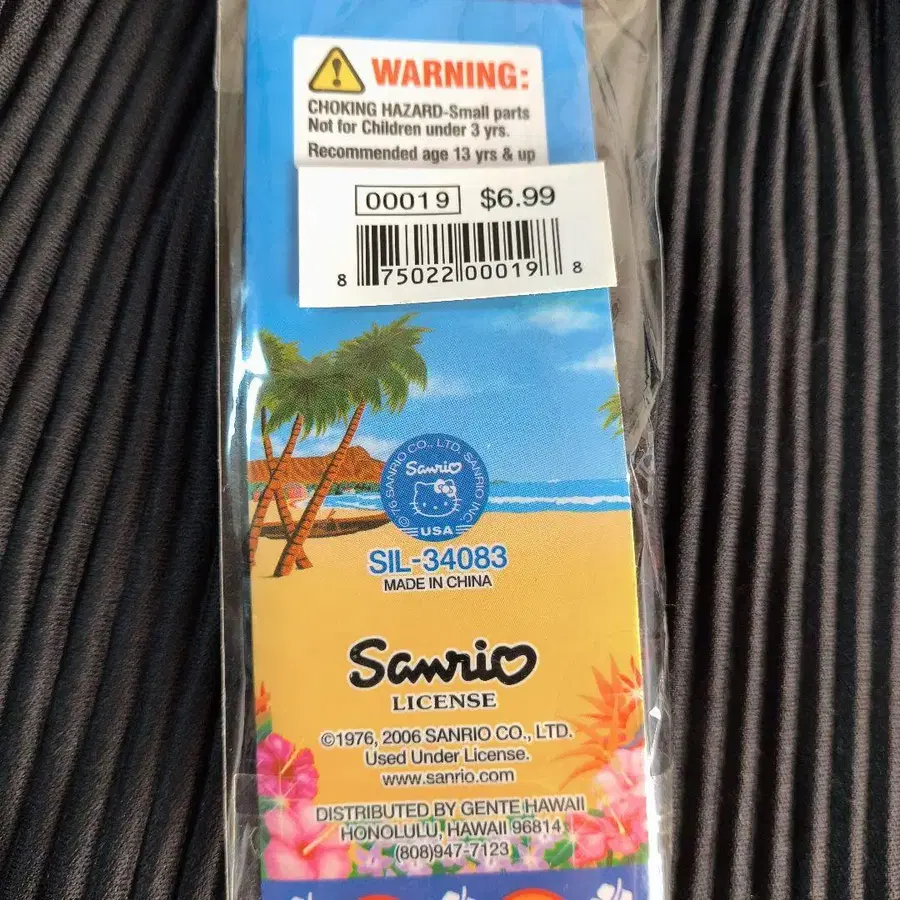 WARNING:
CHOKING HAZARD-Small parts
Not for Children under 3 yrs.
Recommended age 13 yrs & up
00019 $6.99
8 75022 00019 8
©'76 SANRIO CO., LTD. SANRIO INC.
Sanrio
USA
SIL-34083
MADE IN CHINA
Sanrio
LICENSE
©1976, 2006 SANRIO CO., LTD.
Used Under License.
www.sanrio.com
DISTRIBUTED BY GENTE HAWAII
HONOLULU, HAWAII 96814
(808)947-7123